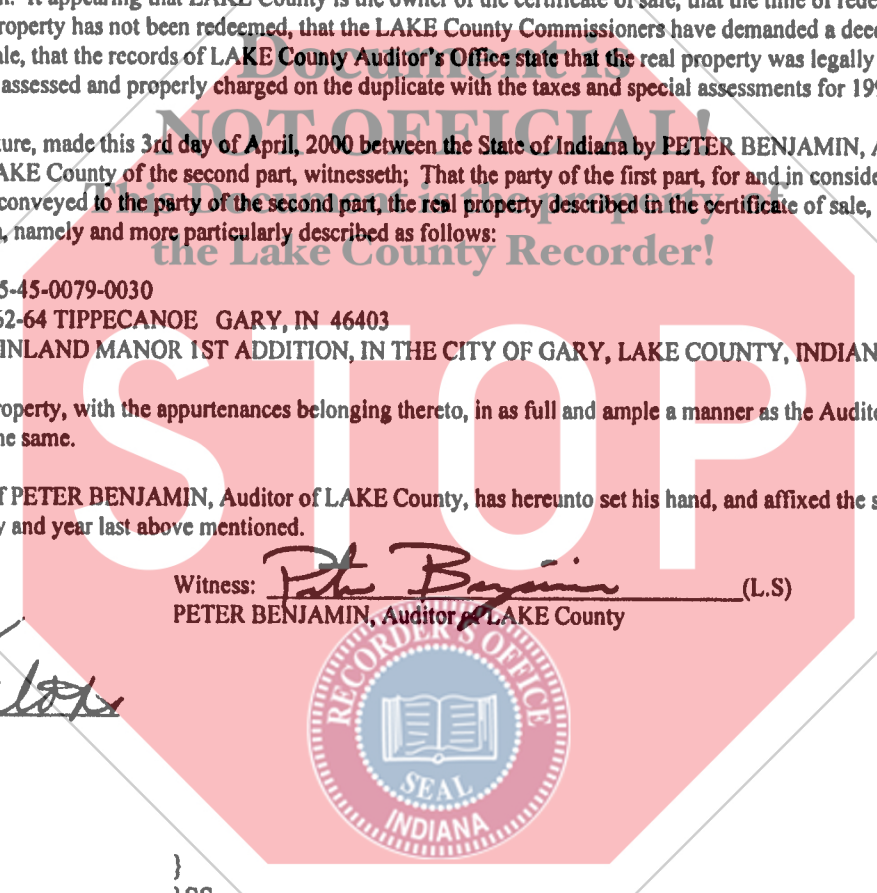 n. It appearing that LAKE County is the owner of the certificate of sale, that the time of rede
roperty has not been redeemed, that the LAKE County Commissioners have demanded a deed
le, that the records of LAKE County Auditor's Office state that the real property was legally
assessed and properly charged on the duplicate with the taxes and special assessments for 199
Document is
NOT OFFICIAL!
This Document is the property of
the Lake County Recorder!
ure, made this 3rd day of April, 2000 between the State of Indiana by PETER BENJAMIN, A
AKE County of the second part, witnesseth; That the party of the first part, for and in conside
conveyed to the party of the second part, the real property described in the certificate of sale,
, namely and more particularly described as follows:
5-45-0079-0030
62-64 TIPPECANOE GARY, IN 46403
INLAND MANOR 1ST ADDITION, IN THE CITY OF GARY, LAKE COUNTY, INDIAN
STOP
roperty, with the appurtenances belonging thereto, in as full and ample a manner as the Audito
he same.
f PETER BENJAMIN, Auditor of LAKE County, has hereunto set his hand, and affixed the s
y and year last above mentioned.
Witness: Peter Benjamin (L.S)
PETER BENJAMIN, Auditor of LAKE County
RECORDER'S OFFICE
SEAL
INDIANA
}
}SS